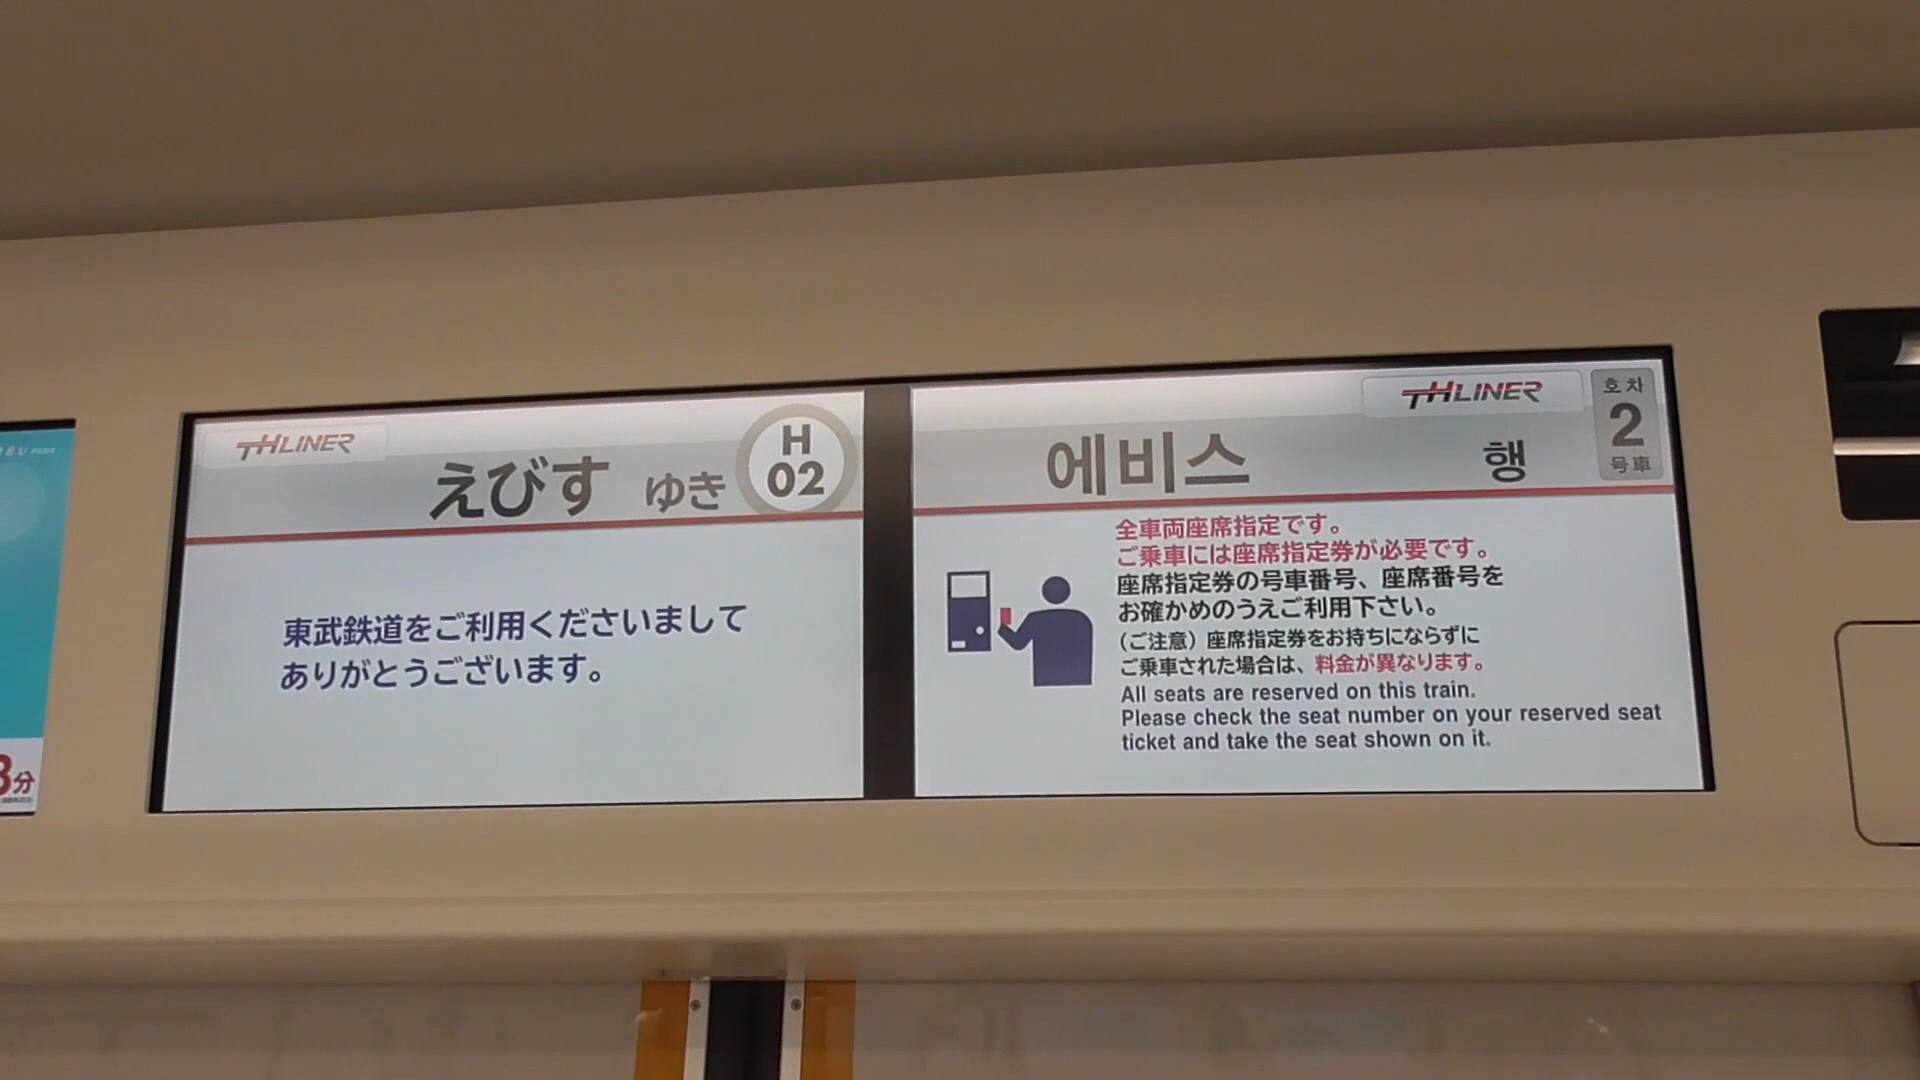 THLINER
えびす ゆき
H
02
東武鉄道をご利用くださいまして
ありがとうございます。
THLINER
에비스 행
호차
2
号車
全車両座席指定です。
ご乗車には座席指定券が必要です。
座席指定券の号車番号、座席番号を
お確かめのうえご利用下さい。
（ご注意）座席指定券をお持ちにならずに
ご乗車された場合は、料金が異なります。
All seats are reserved on this train.
Please check the seat number on your reserved seat
ticket and take the seat shown on it.
3分